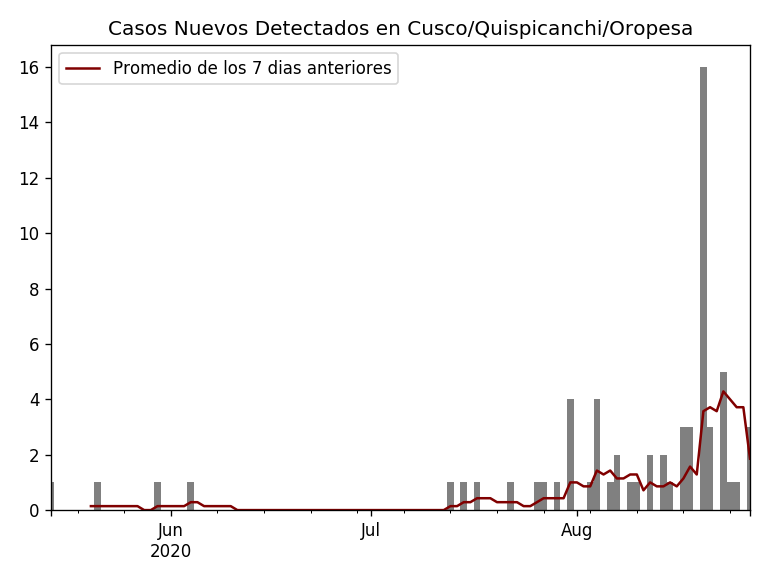 Casos Nuevos Detectados en Cusco/Quispicanchi/Oropesa
Promedio de los 7 dias anteriores
16
14
12
10
8
6
4
2
0
Jun
2020
Jul
Aug